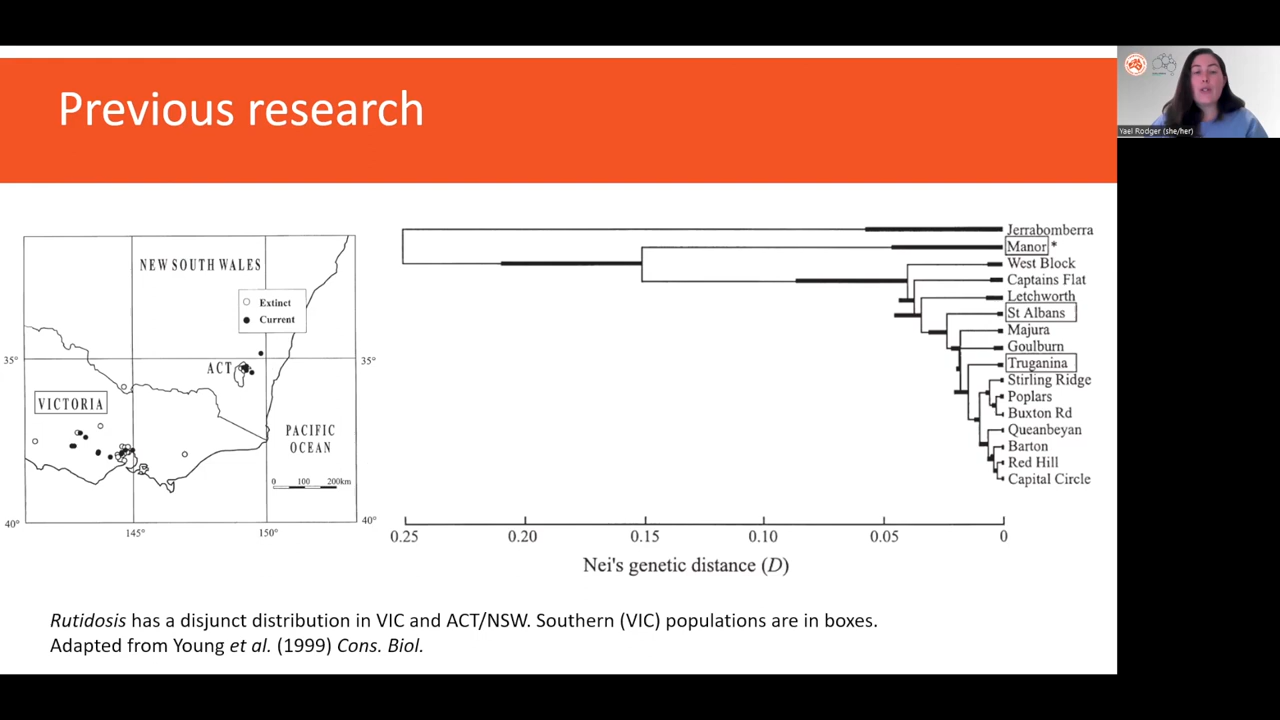 Previous research
Yael Rodger (she/her)
NEW SOUTH WALES
Extinct
Current
35°
35°
ACT
VICTORIA
PACIFIC
OCEAN
0 100 200km
40°
40°
145°
150°
Jerrabomberra
Manor *
West Block
Captains Flat
Letchworth
St Albans
Majura
Goulburn
Truganina
Stirling Ridge
Poplars
Buxton Rd
Queanbeyan
Barton
Red Hill
Capital Circle
0.25 0.20 0.15 0.10 0.05 0
Nei's genetic distance (D)
Rutidosis has a disjunct distribution in VIC and ACT/NSW. Southern (VIC) populations are in boxes.
Adapted from Young et al. (1999) Cons. Biol.